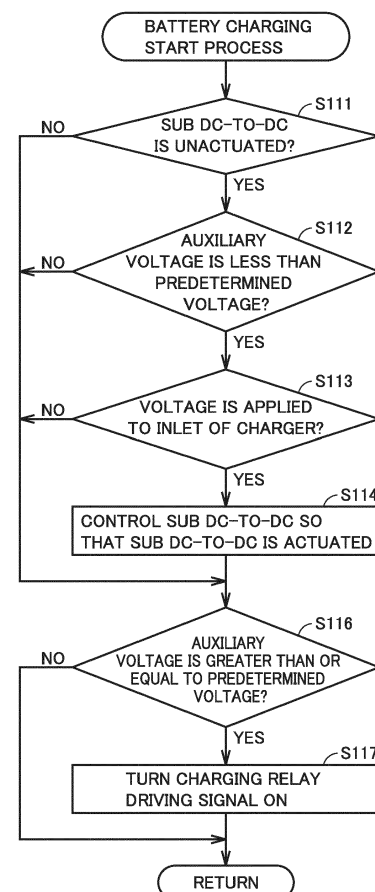 BATTERY CHARGING
START PROCESS
S111
NO
SUB DC-TO-DC
IS UNACTUATED?
YES
S112
AUXILIARY
VOLTAGE IS LESS THAN
NO
PREDETERMINED
VOLTAGE?
YES
S113
NO
VOLTAGE IS APPLIED
TO INLET OF CHARGER?
YES
S114
CONTROL SUB DC-TO-DC SO
THAT SUB DC-TO-DC IS ACTUATED
S116
AUXILIARY
NO
VOLTAGE IS GREATER THAN OR
EQUAL TO PREDETERMINED
VOLTAGE?
YES
S117
TURN CHARGING RELAY
DRIVING SIGNAL ON
RETURN